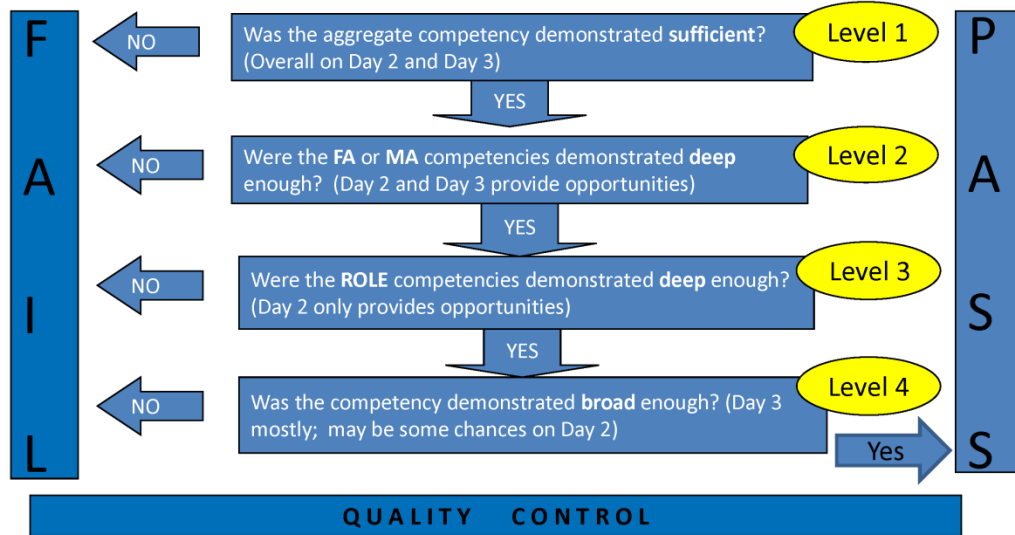 FAIL
PASS
NO
Was the aggregate competency demonstrated sufficient?
(Overall on Day 2 and Day 3)
Level 1
YES
NO
Were the FA or MA competencies demonstrated deep
enough? (Day 2 and Day 3 provide opportunities)
Level 2
YES
NO
Were the ROLE competencies demonstrated deep enough?
(Day 2 only provides opportunities)
Level 3
YES
NO
Was the competency demonstrated broad enough? (Day 3
mostly; may be some chances on Day 2)
Level 4
Yes
QUALITY CONTROL